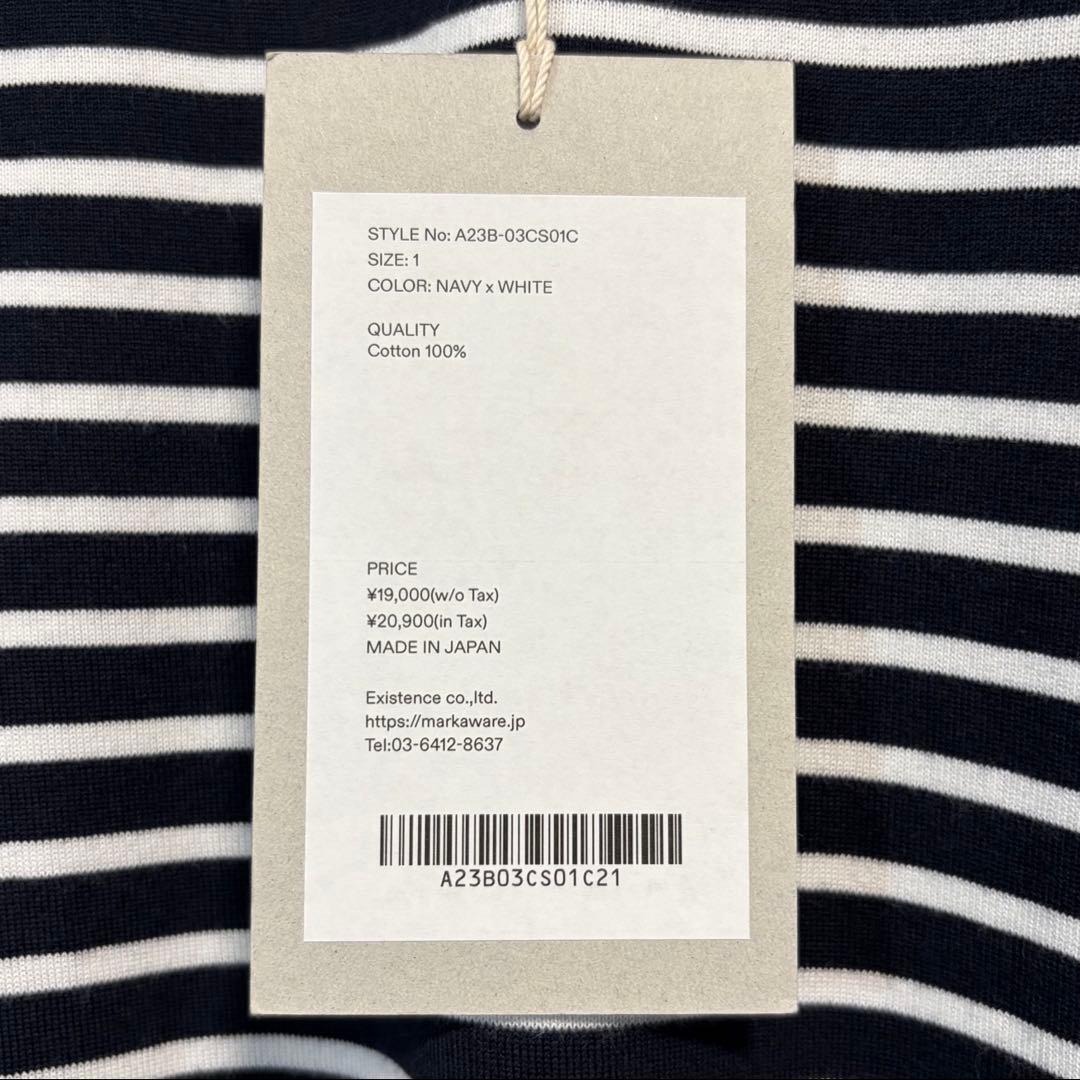 STYLE No: A23B-03CS01C
SIZE: 1
COLOR: NAVY x WHITE
QUALITY
Cotton 100%
PRICE
¥19,000(w/o Tax)
¥20,900(in Tax)
MADE IN JAPAN
Existence co.,ltd.
https://markaware.jp
Tel:03-6412-8637
A23B03CS01C21